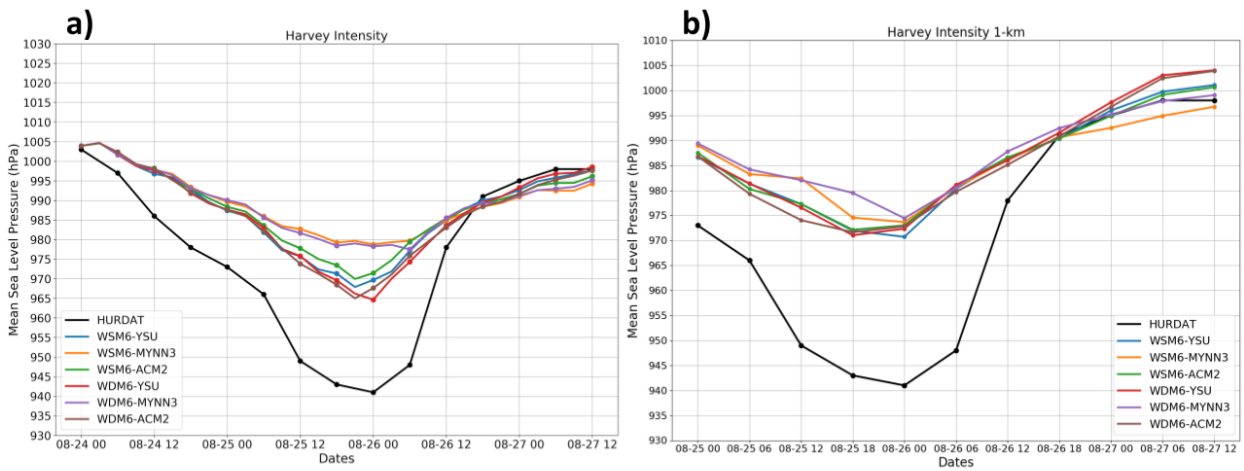 a)
Harvey Intensity
Mean Sea Level Pressure (hPa)
1030
1025
1020
1015
1010
1005
1000
995
990
985
980
975
970
965
960
955
950
945
940
935
930
HURDAT
WSM6-YSU
WSM6-MYNN3
WSM6-ACM2
WDM6-YSU
WDM6-MYNN3
WDM6-ACM2
08-24 00 08-24 12 08-25 00 08-25 12 08-26 00 08-26 12 08-27 00 08-27 12
Dates
b)
Harvey Intensity 1-km
Mean Sea Level Pressure (hPa)
1010
1005
1000
995
990
985
980
975
970
965
960
955
950
945
940
935
930
HURDAT
WSM6-YSU
WSM6-MYNN3
WSM6-ACM2
WDM6-YSU
WDM6-MYNN3
WDM6-ACM2
08-25 00 08-25 06 08-25 12 08-25 18 08-26 00 08-26 06 08-26 12 08-26 18 08-27 00 08-27 06 08-27 12
Dates